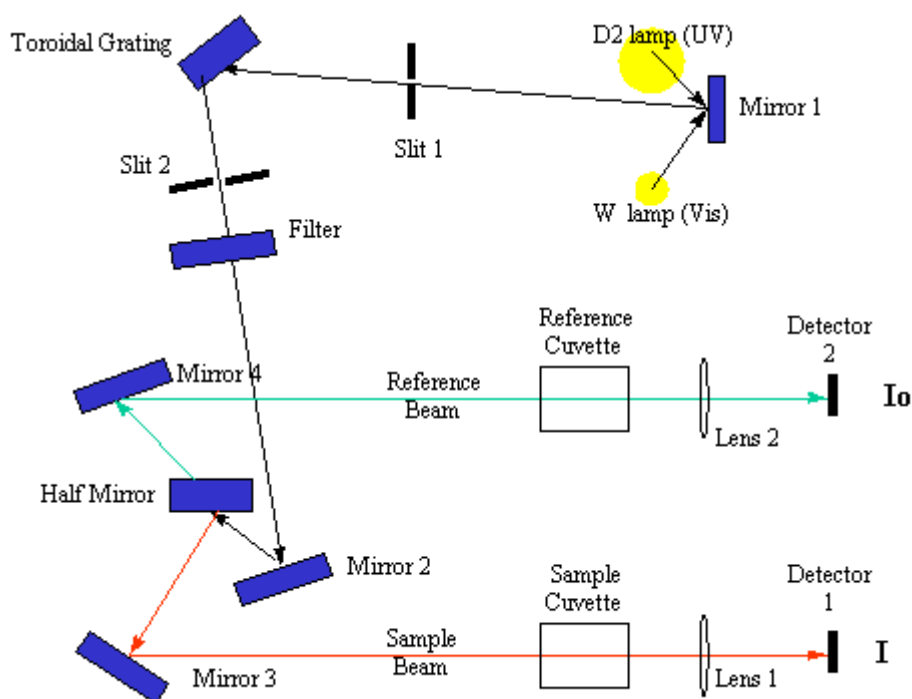 Toroidal Grating
D2 lamp (UV)
Mirror 1
Slit 1
Slit 2
W lamp (Vis)
Filter
Reference
Cuvette
Detector
2
Mirror 4
Reference
Beam
Io
Lens 2
Half Mirror
Mirror 2
Sample
Cuvette
Detector
1
Sample
Beam
I
Mirror 3
Lens 1